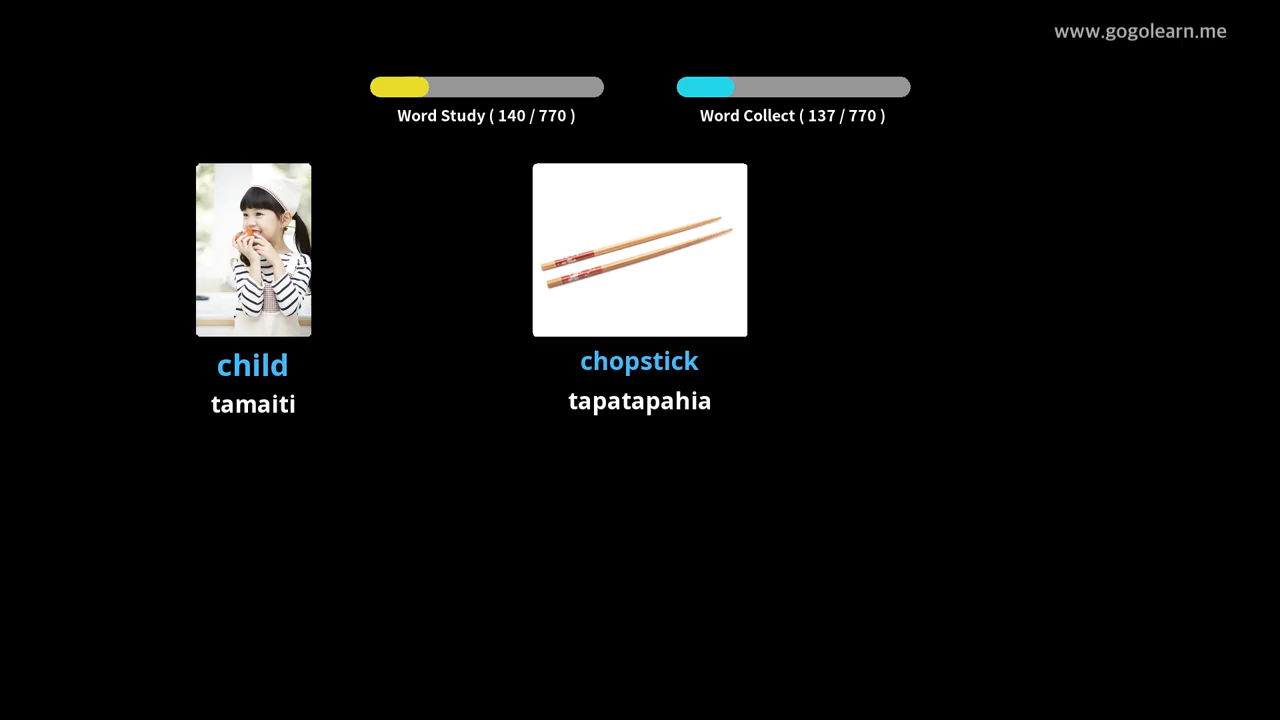 www.gogolearn.me
Word Study ( 140 / 770 )
Word Collect ( 137 / 770 )
child
tamaiti
chopstick
tapatapahia